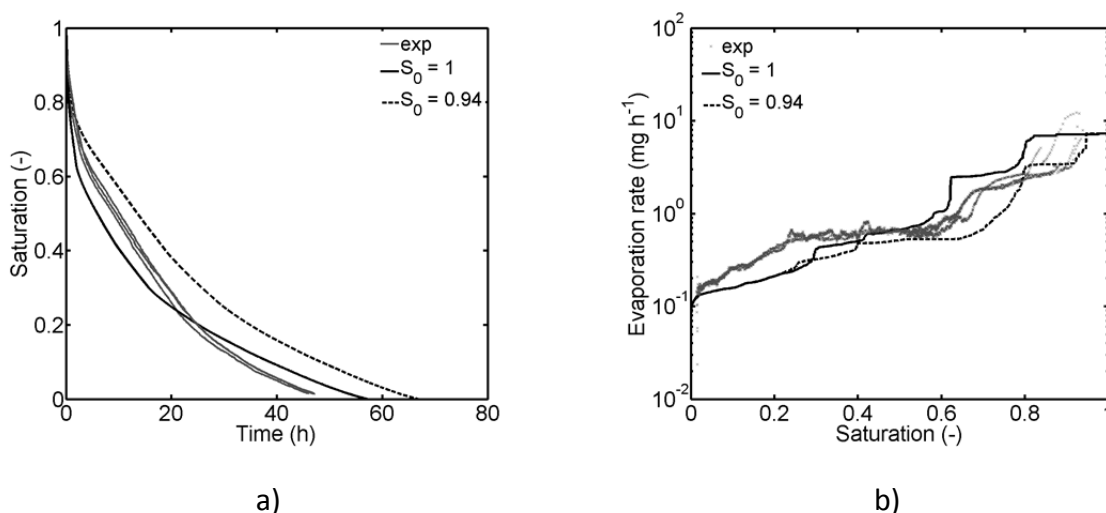 1
0.8
0.6
0.4
0.2
0
0 20 40 60 80
Saturation (-)
Time (h)
exp
S0 = 1
S0 = 0.94
a)
10^2
10^1
10^0
10^-1
10^-2
0 0.2 0.4 0.6 0.8 1
Evaporation rate (mg h^-1)
Saturation (-)
exp
S0 = 1
S0 = 0.94
b)